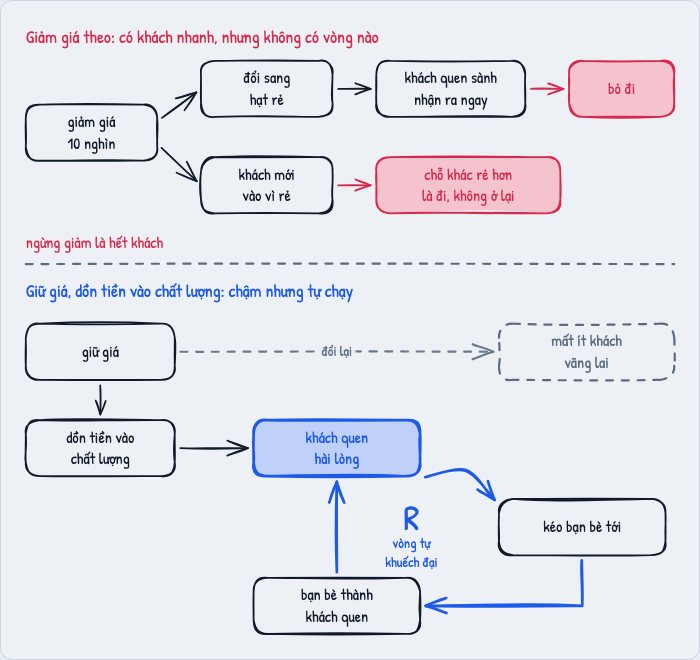 Giảm giá theo: có khách nhanh, nhưng không có vòng nào
đổi sang
hạt rẻ
khách quen sành
nhận ra ngay
bỏ đi
giảm giá
10 nghìn
khách mới
vào vì rẻ
chỗ khác rẻ hơn
là đi, không ở lại
ngừng giảm là hết khách
Giữ giá, dồn tiền vào chất lượng: chậm nhưng tự chạy
giữ giá
đổi lại
mất ít khách
vãng lai
dồn tiền vào
chất lượng
khách quen
hài lòng
kéo bạn bè tới
R
vòng tự
khuếch đại
bạn bè thành
khách quen